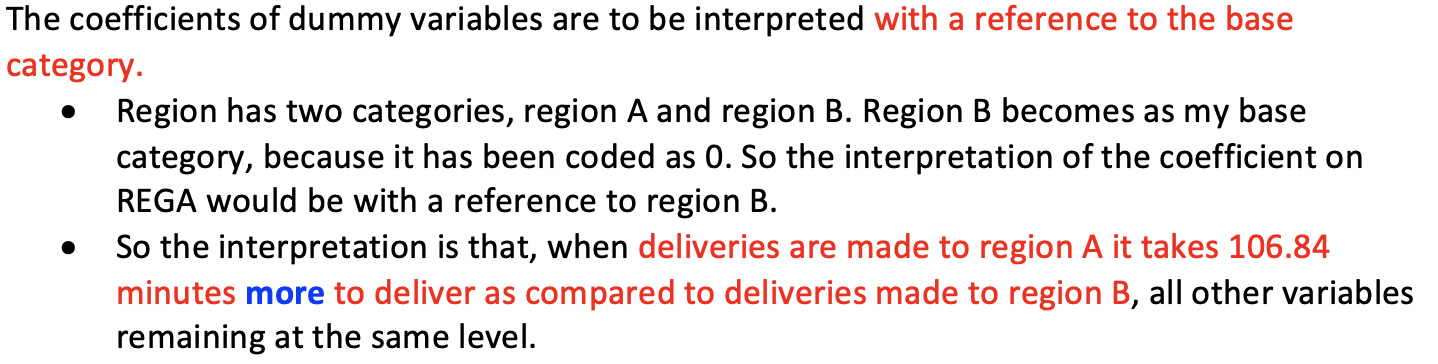 The coefficients of dummy variables are to be interpreted with a reference to the base
category.
• Region has two categories, region A and region B. Region B becomes as my base
category, because it has been coded as 0. So the interpretation of the coefficient on
REGA would be with a reference to region B.
• So the interpretation is that, when deliveries are made to region A it takes 106.84
minutes more to deliver as compared to deliveries made to region B, all other variables
remaining at the same level.